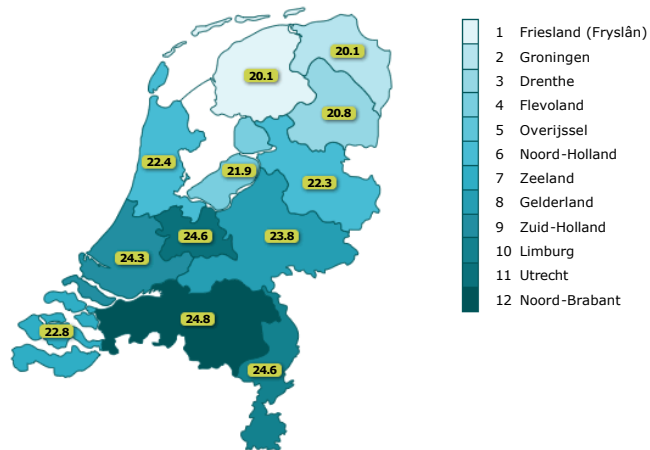 20.1
20.1
20.8
22.4
21.9
22.3
24.6
23.8
24.3
24.8
22.8
24.6
1 Friesland (Fryslân)
2 Groningen
3 Drenthe
4 Flevoland
5 Overijssel
6 Noord-Holland
7 Zeeland
8 Gelderland
9 Zuid-Holland
10 Limburg
11 Utrecht
12 Noord-Brabant